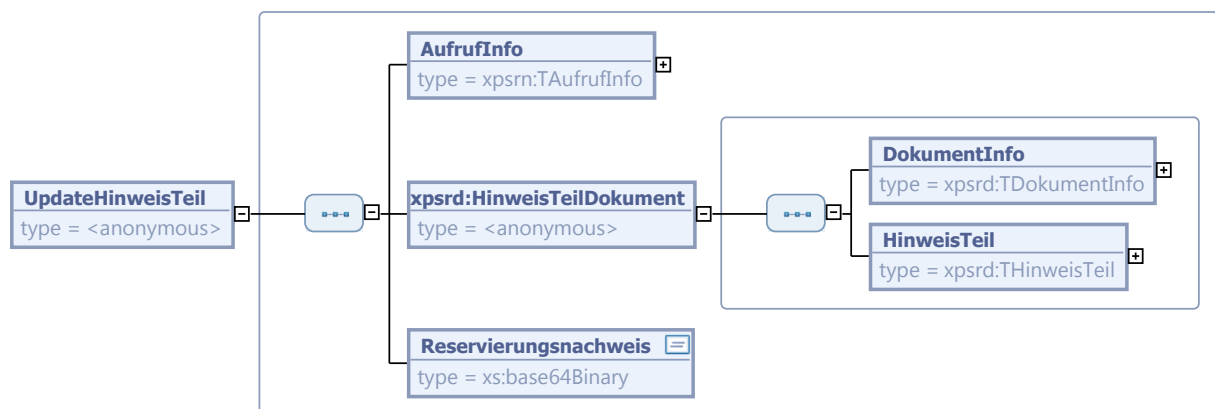 AufrufInfo
type = xpsrn:TAufrufInfo
UpdateHinweisTeil
type = <anonymous>
xpsrd:HinweisTeilDokument
type = <anonymous>
DokumentInfo
type = xpsrd:TDokumentInfo
HinweisTeil
type = xpsrd:THinweisTeil
Reservierungsnachweis
type = xs:base64Binary